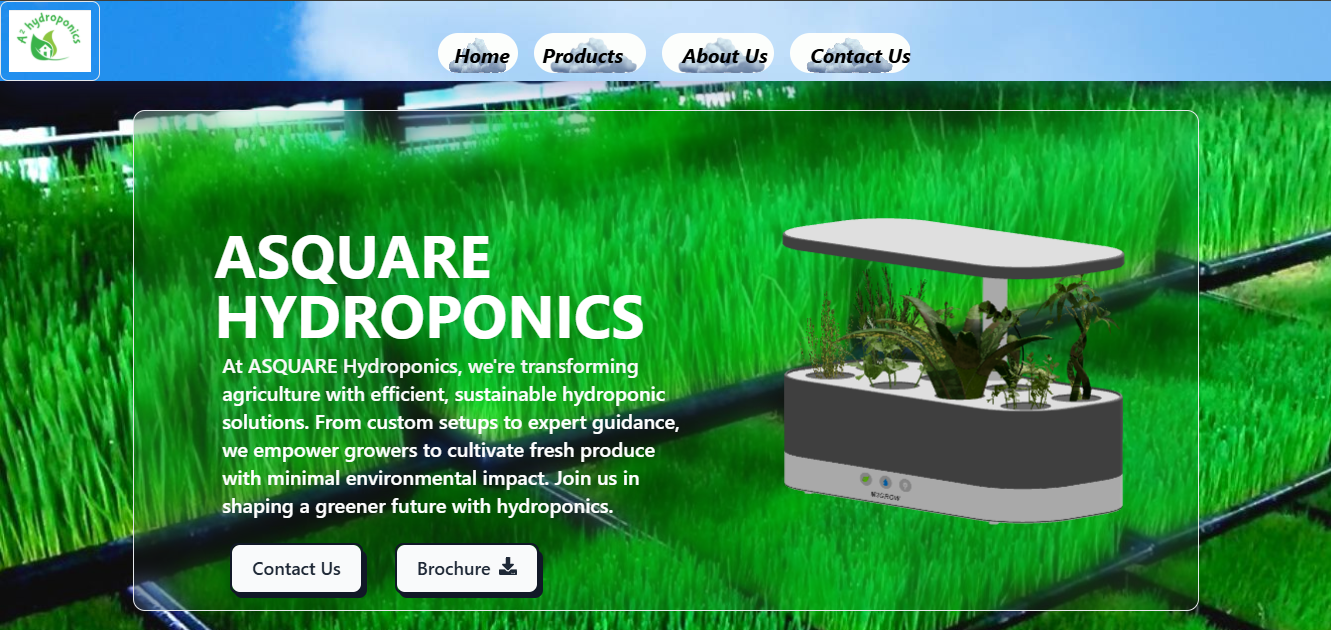 A² hydroponics
Home Products About Us Contact Us
ASQUARE
HYDROPONICS
At ASQUARE Hydroponics, we're transforming
agriculture with efficient, sustainable hydroponic
solutions. From custom setups to expert guidance,
we empower growers to cultivate fresh produce
with minimal environmental impact. Join us in
shaping a greener future with hydroponics.
Contact Us Brochure